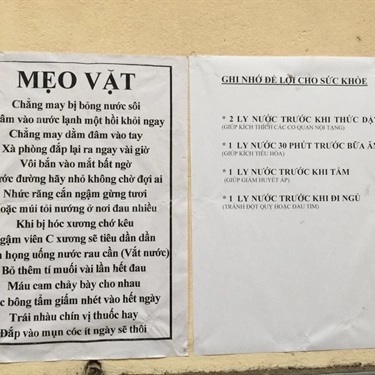 MẸO VẶT
Chẳng may bị bỏng nước sôi
âm vào nước lạnh một hồi khỏi ngay
Chẳng may dằm đâm vào tay
Xà phòng đắp lại ra ngay vài giờ
Vôi bắn vào mắt bất ngờ
ước đường hãy nhỏ không chờ đợi ai
Nhức răng cắn ngậm gừng tươi
oặc múi tỏi nướng ở nơi đau nhiều
Khi bị hóc xương chớ kêu
gậm viên C xương sẽ tiêu dần dần
n họng uống nước rau cần (Vắt nước)
Bỏ thêm tí muối vài lần hết đau
Máu cam chảy bày cho nhau
c bông tẩm giấm nhét vào hết ngày
Trái nhàu chín vị thuốc hay
Đắp vào mụn cóc ít ngày sẽ thôi
GHI NHỚ ĐỂ LỢI CHO SỨC KHỎE
* 2 LY NƯỚC TRƯỚC KHI THỨC DẬ
(GIÚP KÍCH THÍCH CÁC CƠ QUAN NỘI TẠNG)
* 1 LY NƯỚC 30 PHÚT TRƯỚC BỮA ĂN
(GIÚP KÍCH TIÊU HÓA)
* 1 LY NƯỚC TRƯỚC KHI TẮM
(GIÚP GIẢM HUYẾT ÁP)
* 1 LY NƯỚC TRƯỚC KHI ĐI NGỦ
(TRÁNH ĐỘT QUỴ HOẶC ĐAU TIM)